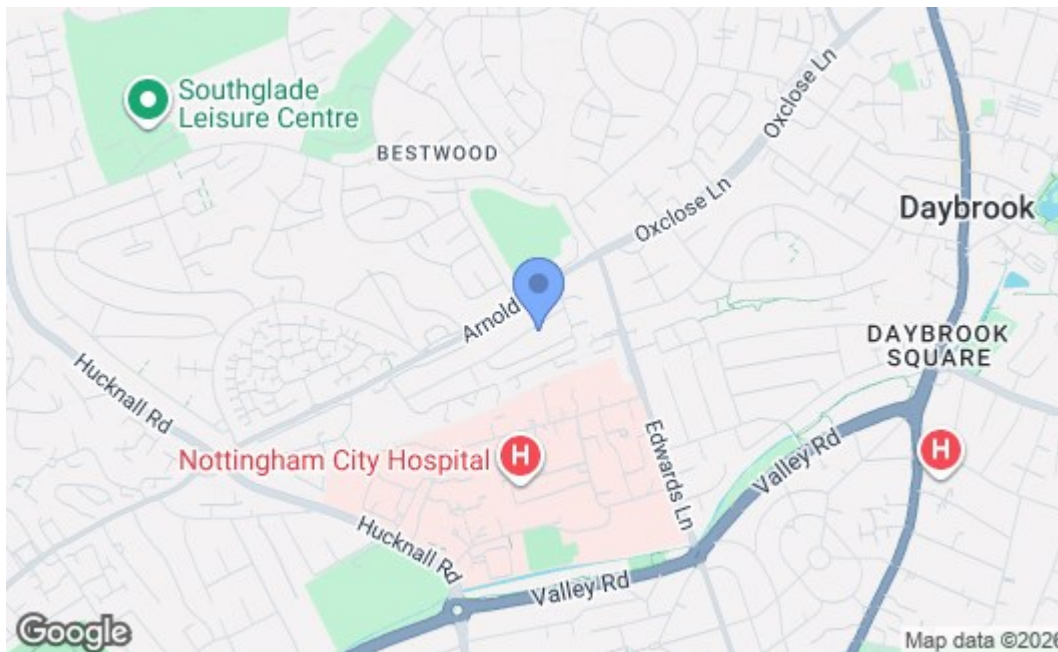 Southglade
Leisure Centre
BESTWOOD
Oxclose Ln
Oxclose Ln
Daybrook
Arnold
DAYBROOK
SQUARE
Hucknall Rd
Edwards Ln
Nottingham City Hospital
H
H
Valley Rd
Hucknall Rd
Valley Rd
Google
Map data ©2026